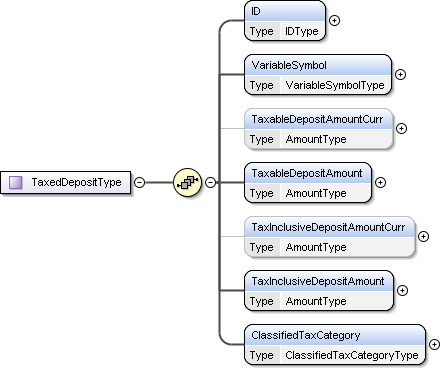 ID
Type IDType
VariableSymbol
Type VariableSymbolType
TaxableDepositAmountCurr
Type AmountType
TaxedDepositType
TaxableDepositAmount
Type AmountType
TaxInclusiveDepositAmountCurr
Type AmountType
TaxInclusiveDepositAmount
Type AmountType
ClassifiedTaxCategory
Type ClassifiedTaxCategoryType